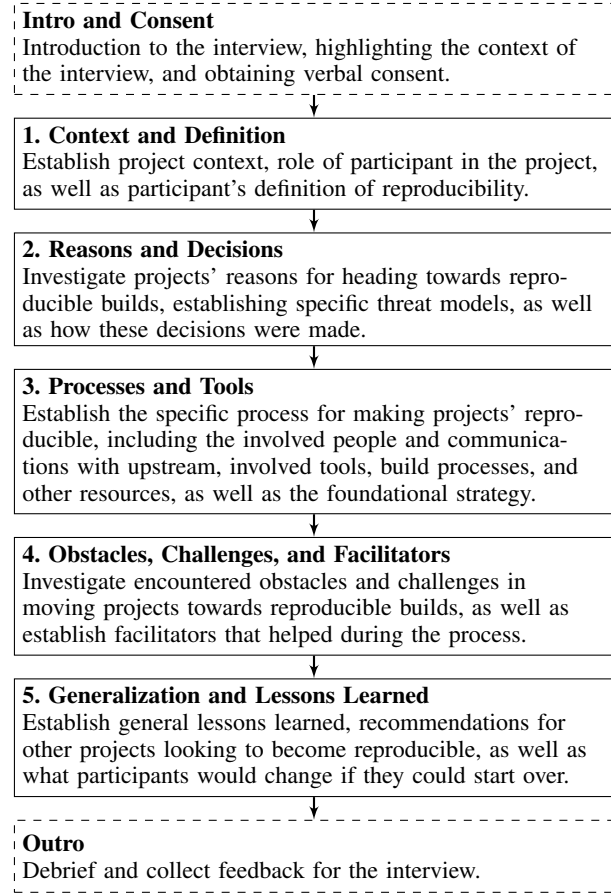 Intro and Consent
Introduction to the interview, highlighting the context of
the interview, and obtaining verbal consent.
1. Context and Definition
Establish project context, role of participant in the project,
as well as participant's definition of reproducibility.
2. Reasons and Decisions
Investigate projects' reasons for heading towards repro-
ducible builds, establishing specific threat models, as well
as how these decisions were made.
3. Processes and Tools
Establish the specific process for making projects' repro-
ducible, including the involved people and communica-
tions with upstream, involved tools, build processes, and
other resources, as well as the foundational strategy.
4. Obstacles, Challenges, and Facilitators
Investigate encountered obstacles and challenges in
moving projects towards reproducible builds, as well as
establish facilitators that helped during the process.
5. Generalization and Lessons Learned
Establish general lessons learned, recommendations for
other projects looking to become reproducible, as well as
what participants would change if they could start over.
Outro
Debrief and collect feedback for the interview.